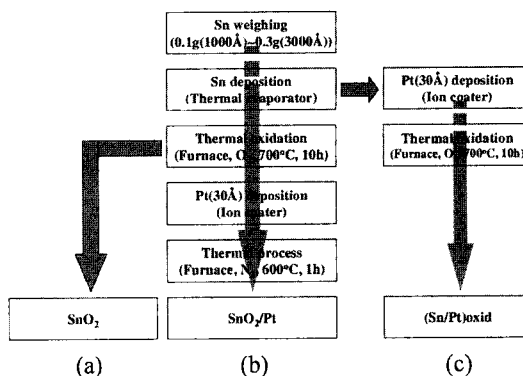 Sn weighing
(0.1g(1000Å)~0.3g(3000Å))
Sn deposition
(Thermal evaporator)
Pt(30Å) deposition
(Ion coater)
Thermal oxidation
(Furnace, O₂ 700°C, 10h)
Thermal oxidation
(Furnace, O₂ 700°C, 10h)
Pt(30Å) deposition
(Ion coater)
Thermal process
(Furnace, N₂ 600°C, 1h)
SnO₂
SnO₂/Pt
(Sn/Pt)oxid
(a)
(b)
(c)